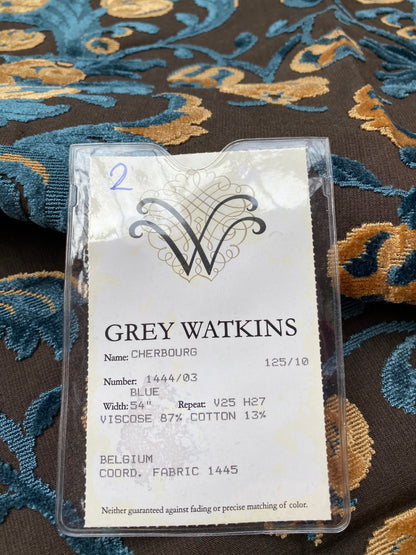 2
W
GREY WATKINS
Name: CHERBOURG
125/10
Number: 1444/03
BLUE
Width: 54" Repeat: V25 H27
VISCOSE 87% COTTON 13%
BELGIUM
COORD. FABRIC 1445
Neither guaranteed against fading or precise matching of color.